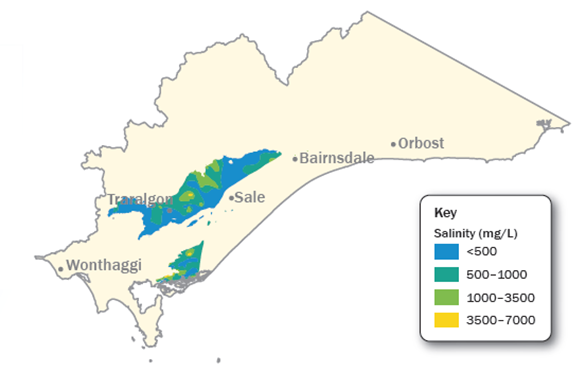 Orbost
Bairnsdale
Traralgon
Sale
Wonthaggi
Key
Salinity (mg/L)
<500
500–1000
1000–3500
3500–7000